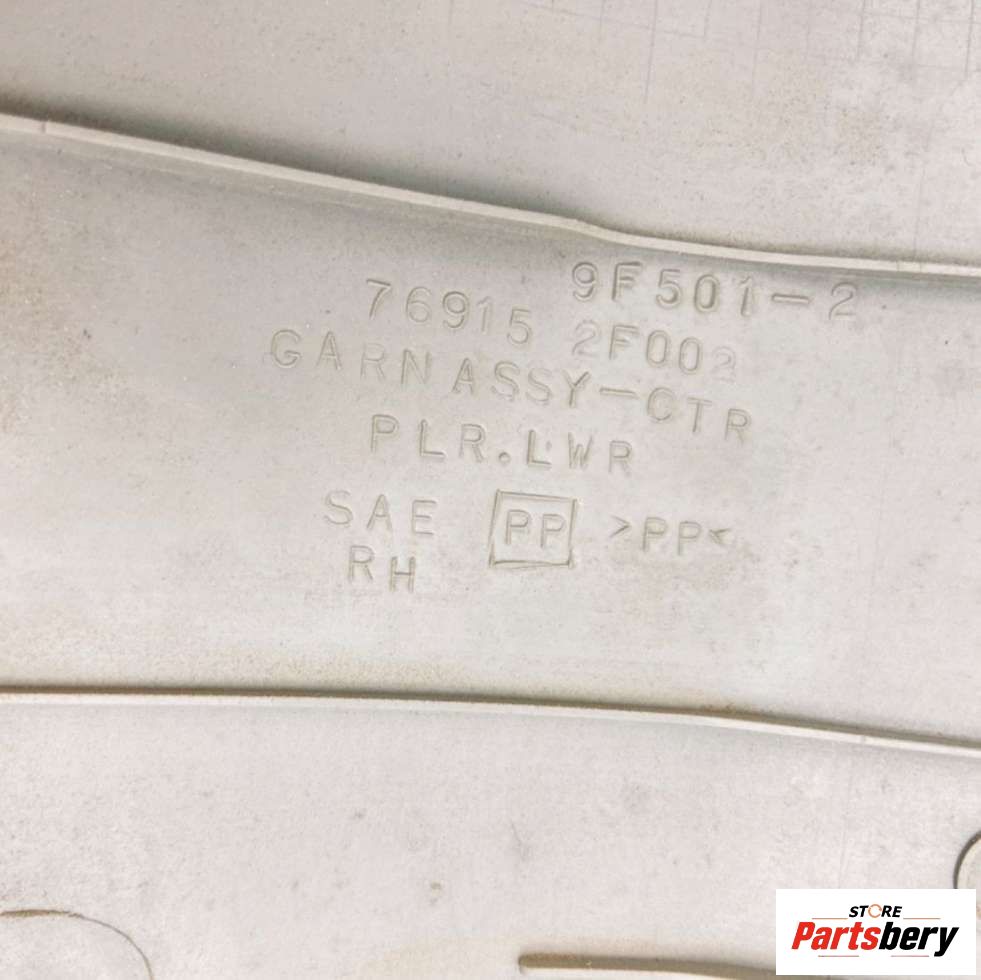 9F501-2
76915 2F002
GARN ASSY-CTR
PLR.LWR
SAE PP >PP<
RH
STORE
Partsbery